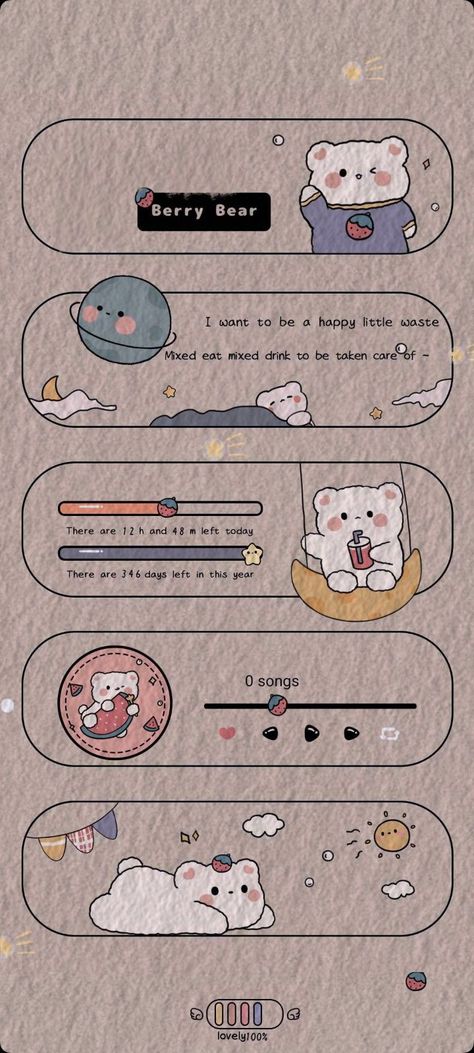 Berry Bear
I want to be a happy little waste
Mixed eat mixed drink to be taken care of ~
There are 12 h and 48 m left today
There are 346 days left in this year
0 songs
lovely100%